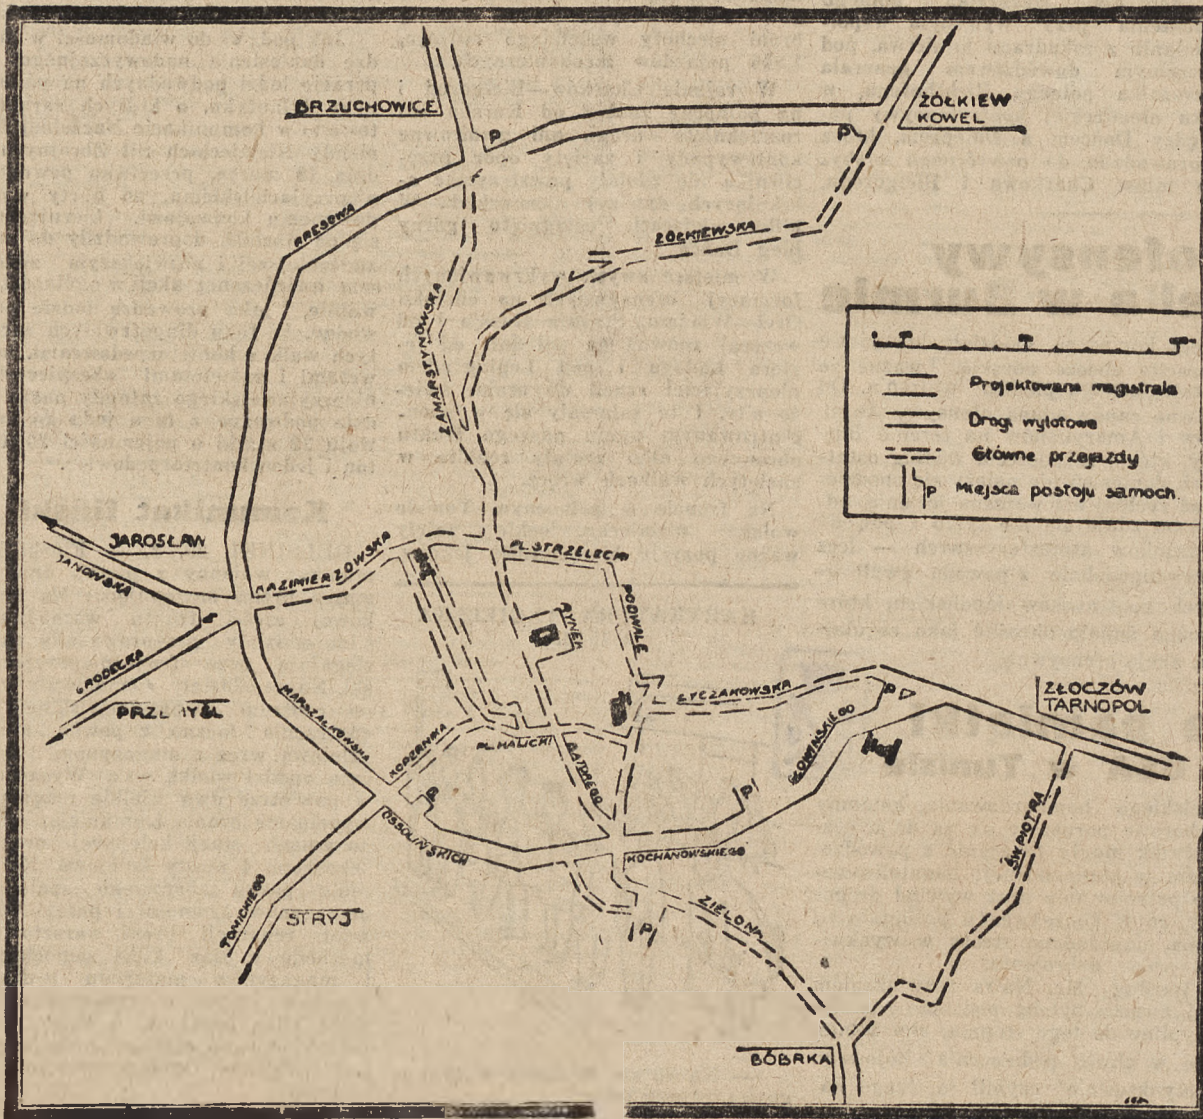 BRZUCHOWICE
ŻÓŁKIEW
KOWEL
KRESOWA
ŻÓŁKIEWSKA
ZAMARSTYNOWSKA
Projektowana magistrala
Drogi wylotowe
Główne przejazdy
P Miejsca postoju samoch.
JAROSŁAW
JANOWSKA
KAZIMIERZOWSKA
PL. STRZELECKI
PODWALE
RYNEK
GRODECKA
PRZEMYŚL
MARSZAŁKOWSKA
KOPERNIKA
PL. HALICKI
BATOREGO
ŁYCZAKOWSKA
GŁOWIŃSKIEGO
ZŁOCZÓW
TARNOPOL
P
P
P
P
P
P
OSSOLIŃSKICH
KOCHANOWSKIEGO
ŚW. PIOTRA
ZIELONA
TOMICKIEGO
STRYJ
BÓBRKA